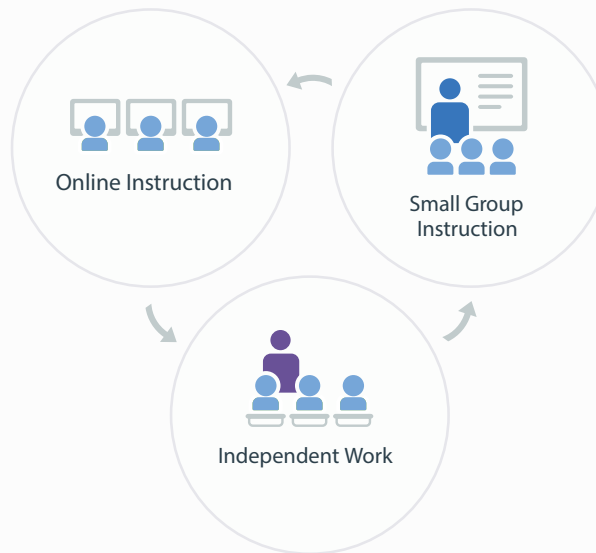 Online Instruction
Small Group
Instruction
Independent Work